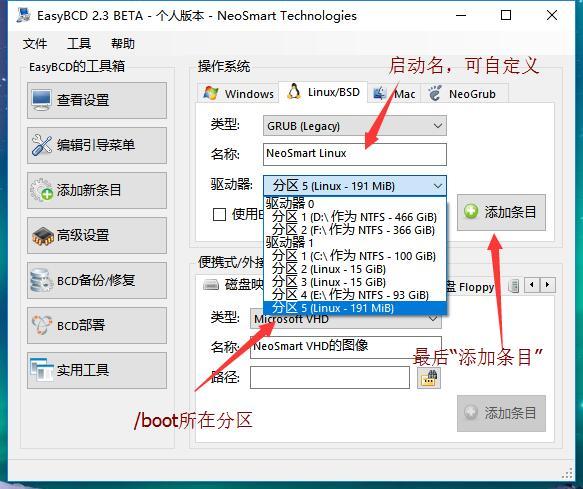 EasyBCD 2.3 BETA - 个人版本 - NeoSmart Technologies
文件 工具 帮助
EasyBCD的工具箱
查看设置
编辑引导菜单
添加新条目
高级设置
BCD备份/修复
BCD部署
实用工具
操作系统
启动名，可自定义
Windows Linux/BSD Mac NeoGrub
类型: GRUB (Legacy)
名称: NeoSmart Linux
驱动器: 分区 5 (Linux - 191 MiB)
使用E
添加条目
驱动器 0
分区 1 (D:\ 作为 NTFS - 466 GiB)
分区 2 (F:\ 作为 NTFS - 366 GiB)
驱动器 1
分区 1 (C:\ 作为 NTFS - 100 GiB)
分区 2 (Linux - 15 GiB)
分区 3 (Linux - 15 GiB)
分区 4 (E:\ 作为 NTFS - 93 GiB)
分区 5 (Linux - 191 MiB)
便携式/外接
磁盘映 盘 Floppy
类型: Microsoft VHD
名称: NeoSmart VHD的图像
路径:
添加条目
最后“添加条目”
/boot所在分区